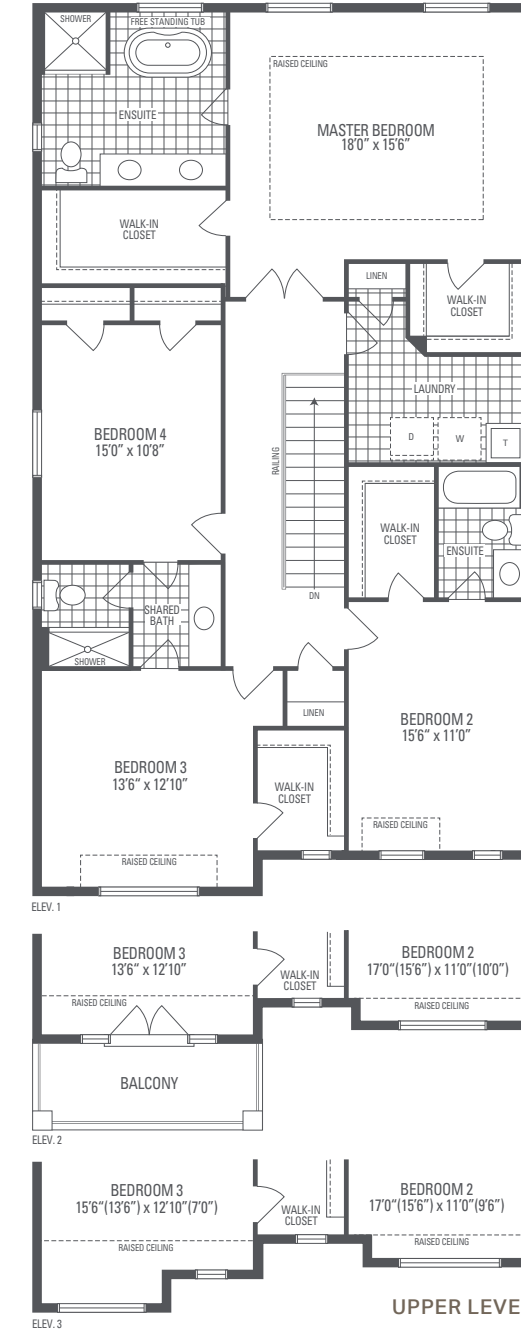 SHOWER
FREE STANDING TUB
RAISED CEILING
ENSUITE
MASTER BEDROOM
18'0" x 15'6"
WALK-IN
CLOSET
LINEN
WALK-IN
CLOSET
LAUNDRY
BEDROOM 4
15'0" x 10'8"
D
W
T
RAILING
WALK-IN
CLOSET
ENSUITE
DN
SHARED
BATH
SHOWER
LINEN
BEDROOM 2
15'6" x 11'0"
BEDROOM 3
13'6" x 12'10"
WALK-IN
CLOSET
RAISED CEILING
RAISED CEILING
ELEV. 1
BEDROOM 3
13'6" x 12'10"
WALK-IN
CLOSET
BEDROOM 2
17'0"(15'6") x 11'0"(10'0")
RAISED CEILING
RAISED CEILING
BALCONY
ELEV. 2
BEDROOM 3
15'6"(13'6") x 12'10"(7'0")
WALK-IN
CLOSET
BEDROOM 2
17'0"(15'6") x 11'0"(9'6")
RAISED CEILING
RAISED CEILING
UPPER LEVE
ELEV. 3